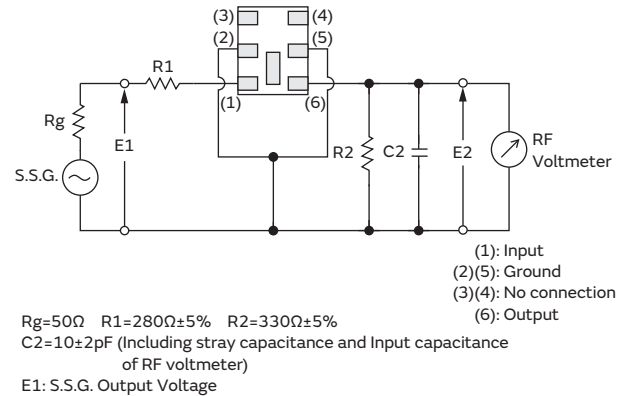 (3)
(4)
(2)
(5)
R1
(1)
(6)
Rg
E1
R2
C2
E2
RF
Voltmeter
S.S.G.
(1): Input
(2)(5): Ground
(3)(4): No connection
(6): Output
Rg=50Ω R1=280Ω±5% R2=330Ω±5%
C2=10±2pF (Including stray capacitance and Input capacitance
of RF voltmeter)
E1: S.S.G. Output Voltage